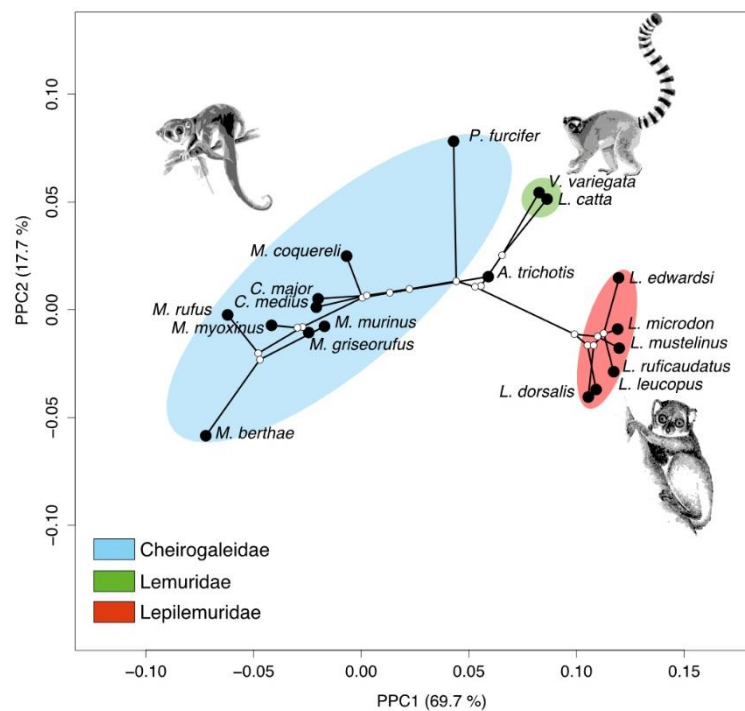 0.10
0.05
0.00
−0.05
−0.10
PPC2 (17.7 %)
P. furcifer
V. variegata
L. catta
M. coquereli
A. trichotis
L. edwardsi
C. major
C. medius
M. rufus
M. myoxinus
M. murinus
M. griseorufus
L. microdon
L. mustelinus
L. ruficaudatus
L. leucopus
L. dorsalis
M. berthae
Cheirogaleidae
Lemuridae
Lepilemuridae
−0.10 −0.05 0.00 0.05 0.10 0.15
PPC1 (69.7 %)